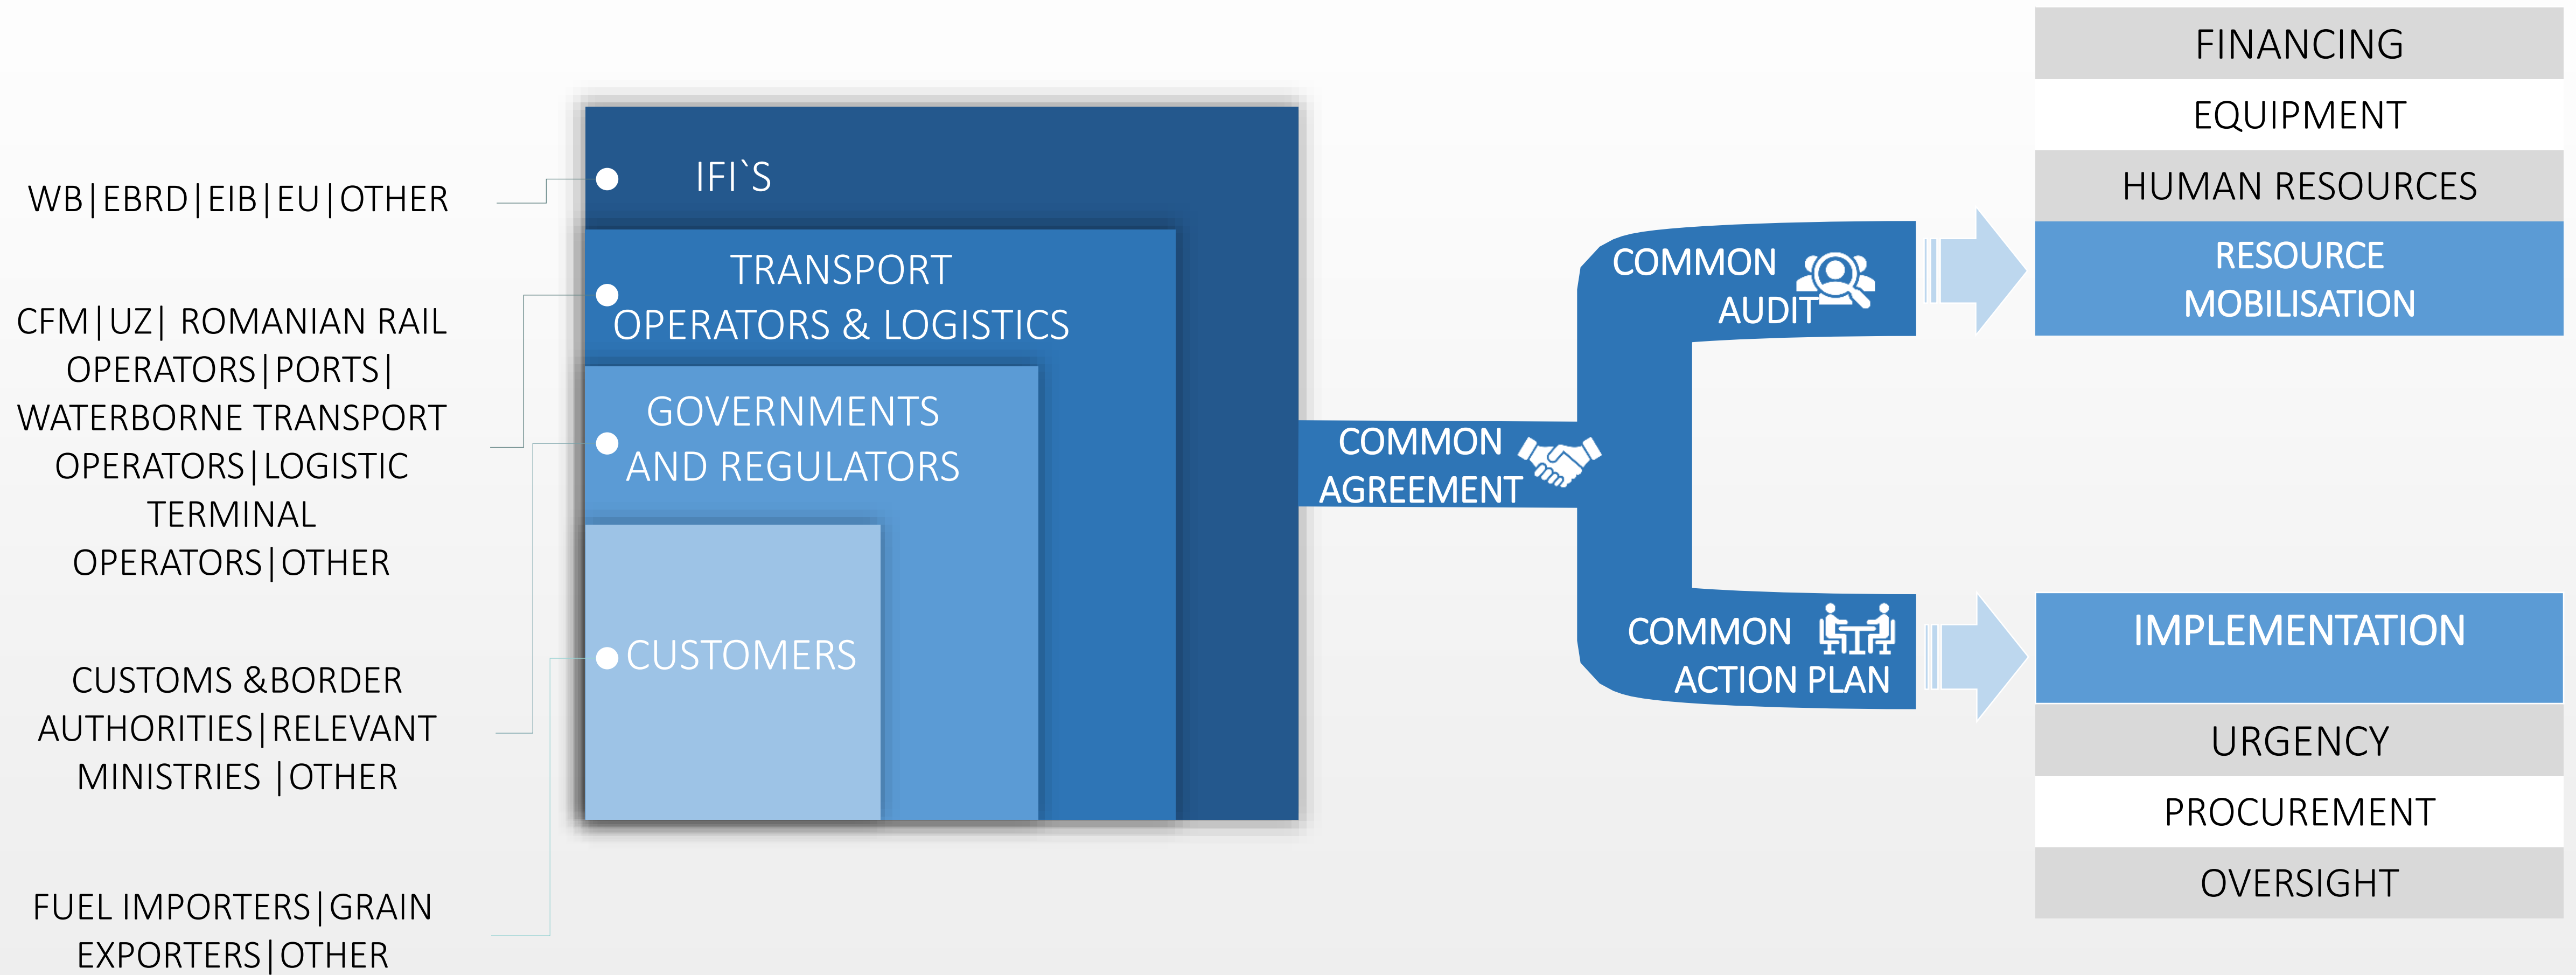 WB|EBRD|EIB|EU|OTHER
CFM|UZ| ROMANIAN RAIL
OPERATORS|PORTS|
WATERBORNE TRANSPORT
OPERATORS|LOGISTIC
TERMINAL
OPERATORS|OTHER
CUSTOMS &BORDER
AUTHORITIES|RELEVANT
MINISTRIES |OTHER
FUEL IMPORTERS|GRAIN
EXPORTERS|OTHER
IFI`S
TRANSPORT
OPERATORS & LOGISTICS
GOVERNMENTS
AND REGULATORS
CUSTOMERS
COMMON
AGREEMENT
COMMON
AUDIT
COMMON
ACTION PLAN
FINANCING
EQUIPMENT
HUMAN RESOURCES
RESOURCE
MOBILISATION
IMPLEMENTATION
URGENCY
PROCUREMENT
OVERSIGHT